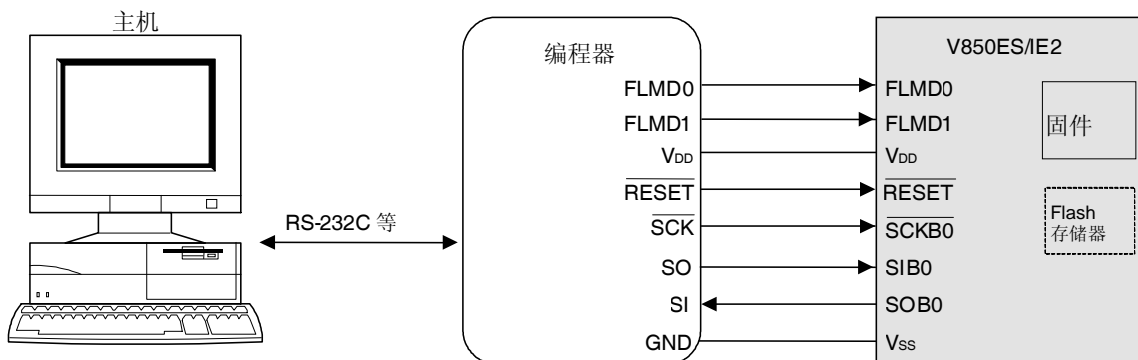 主机
RS-232C 等
编程器
FLMD0
FLMD1
VDD
RESET
SCK
SO
SI
GND
V850ES/IE2
FLMD0
FLMD1
VDD
RESET
SCKB0
SIB0
SOB0
VSS
固件
Flash
存储器